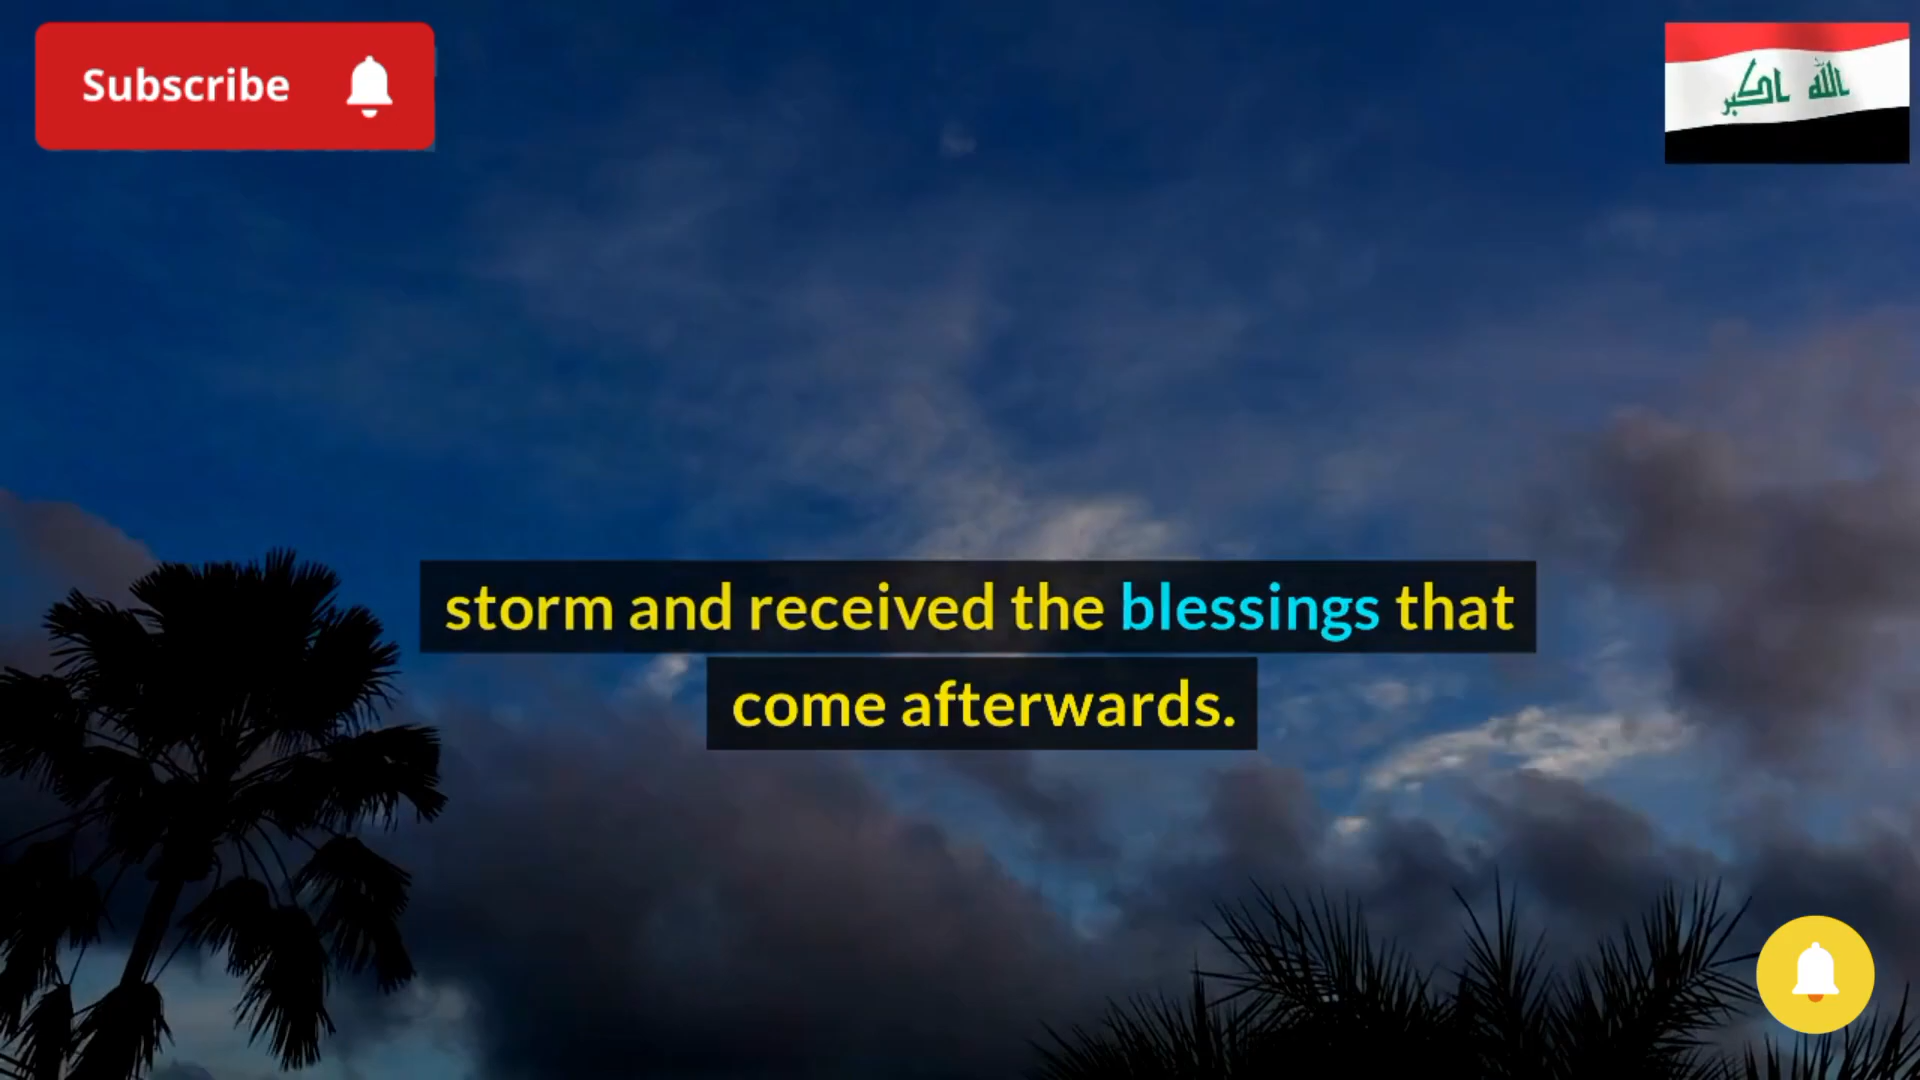 Subscribe
الله اكبر
storm and received the blessings that
come afterwards.